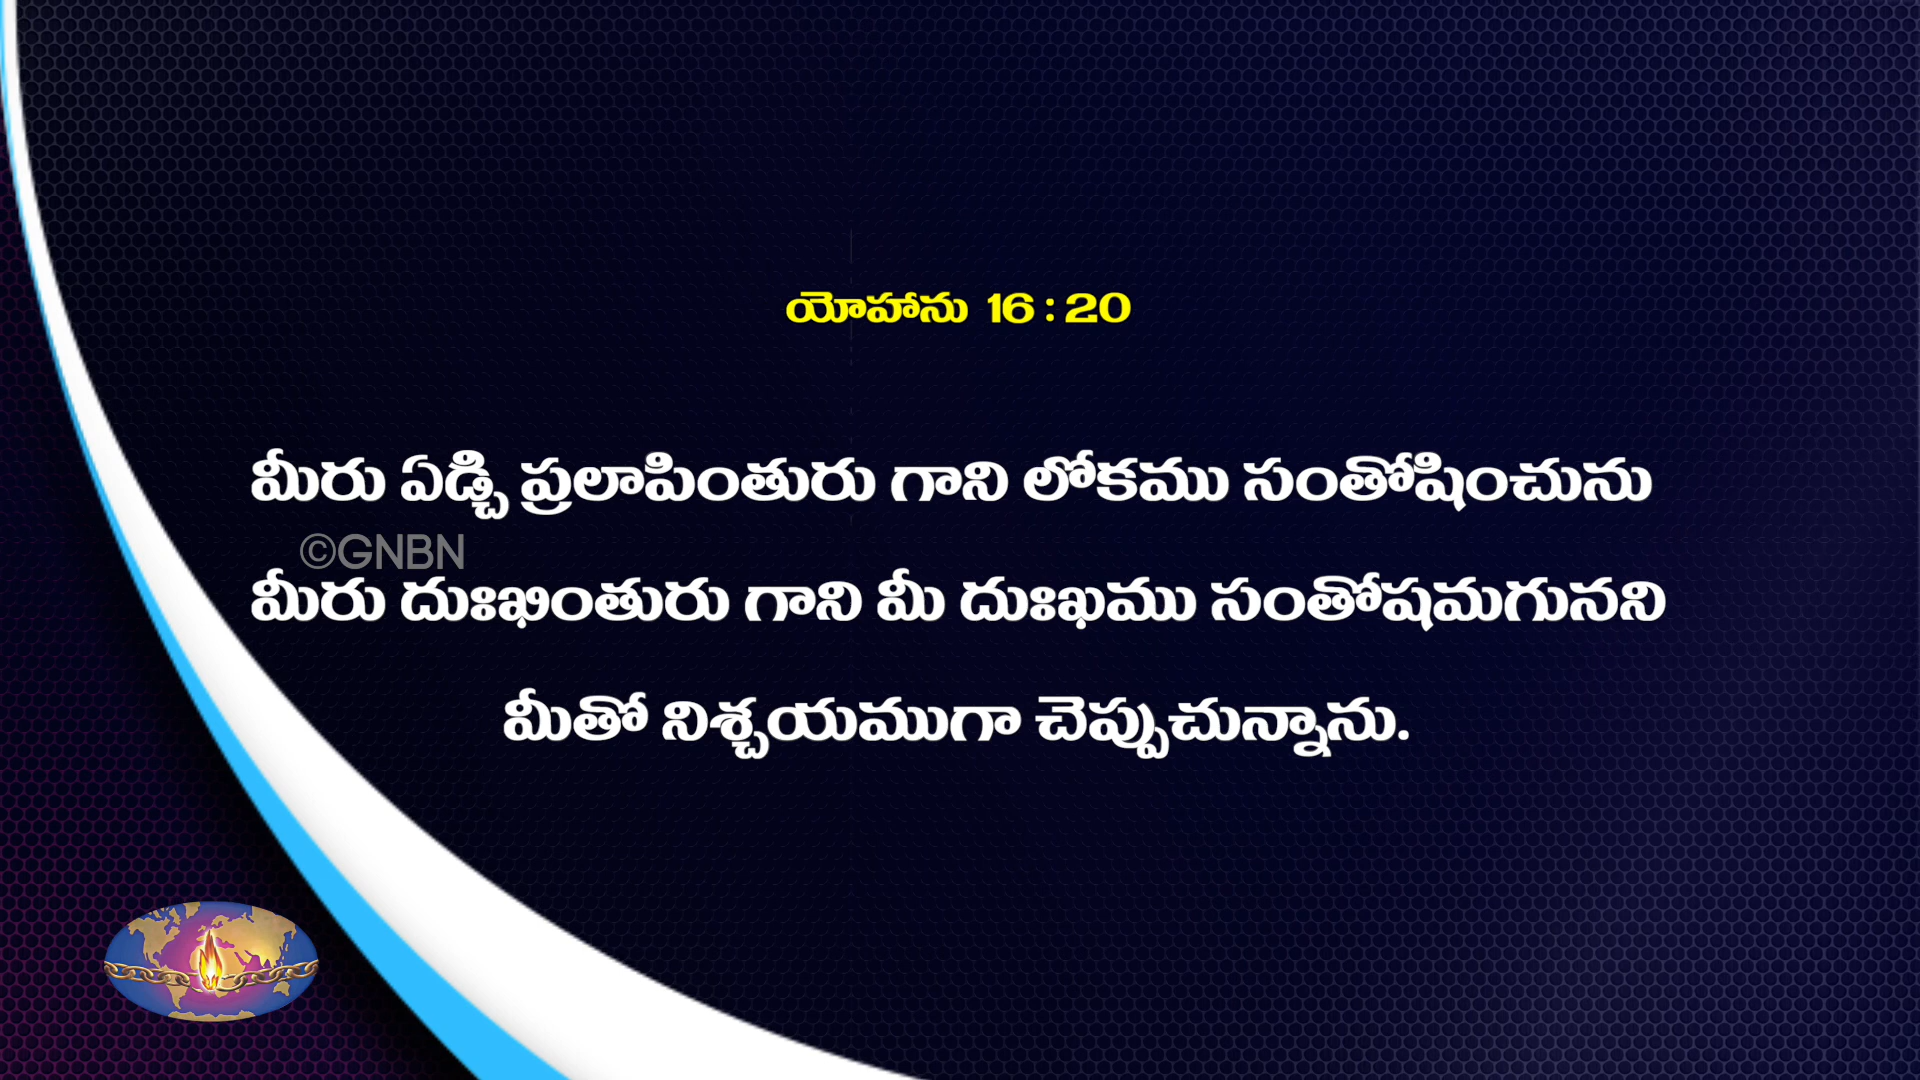 యోహాను 16 : 20
మీరు ఏడ్చి ప్రలాపింతురు గాని లోకము సంతోషించును
©GNBN
మీరు దుఃఖింతురు గాని మీ దుఃఖము సంతోషమగునని
మీతో నిశ్చయముగా చెప్పుచున్నాను.